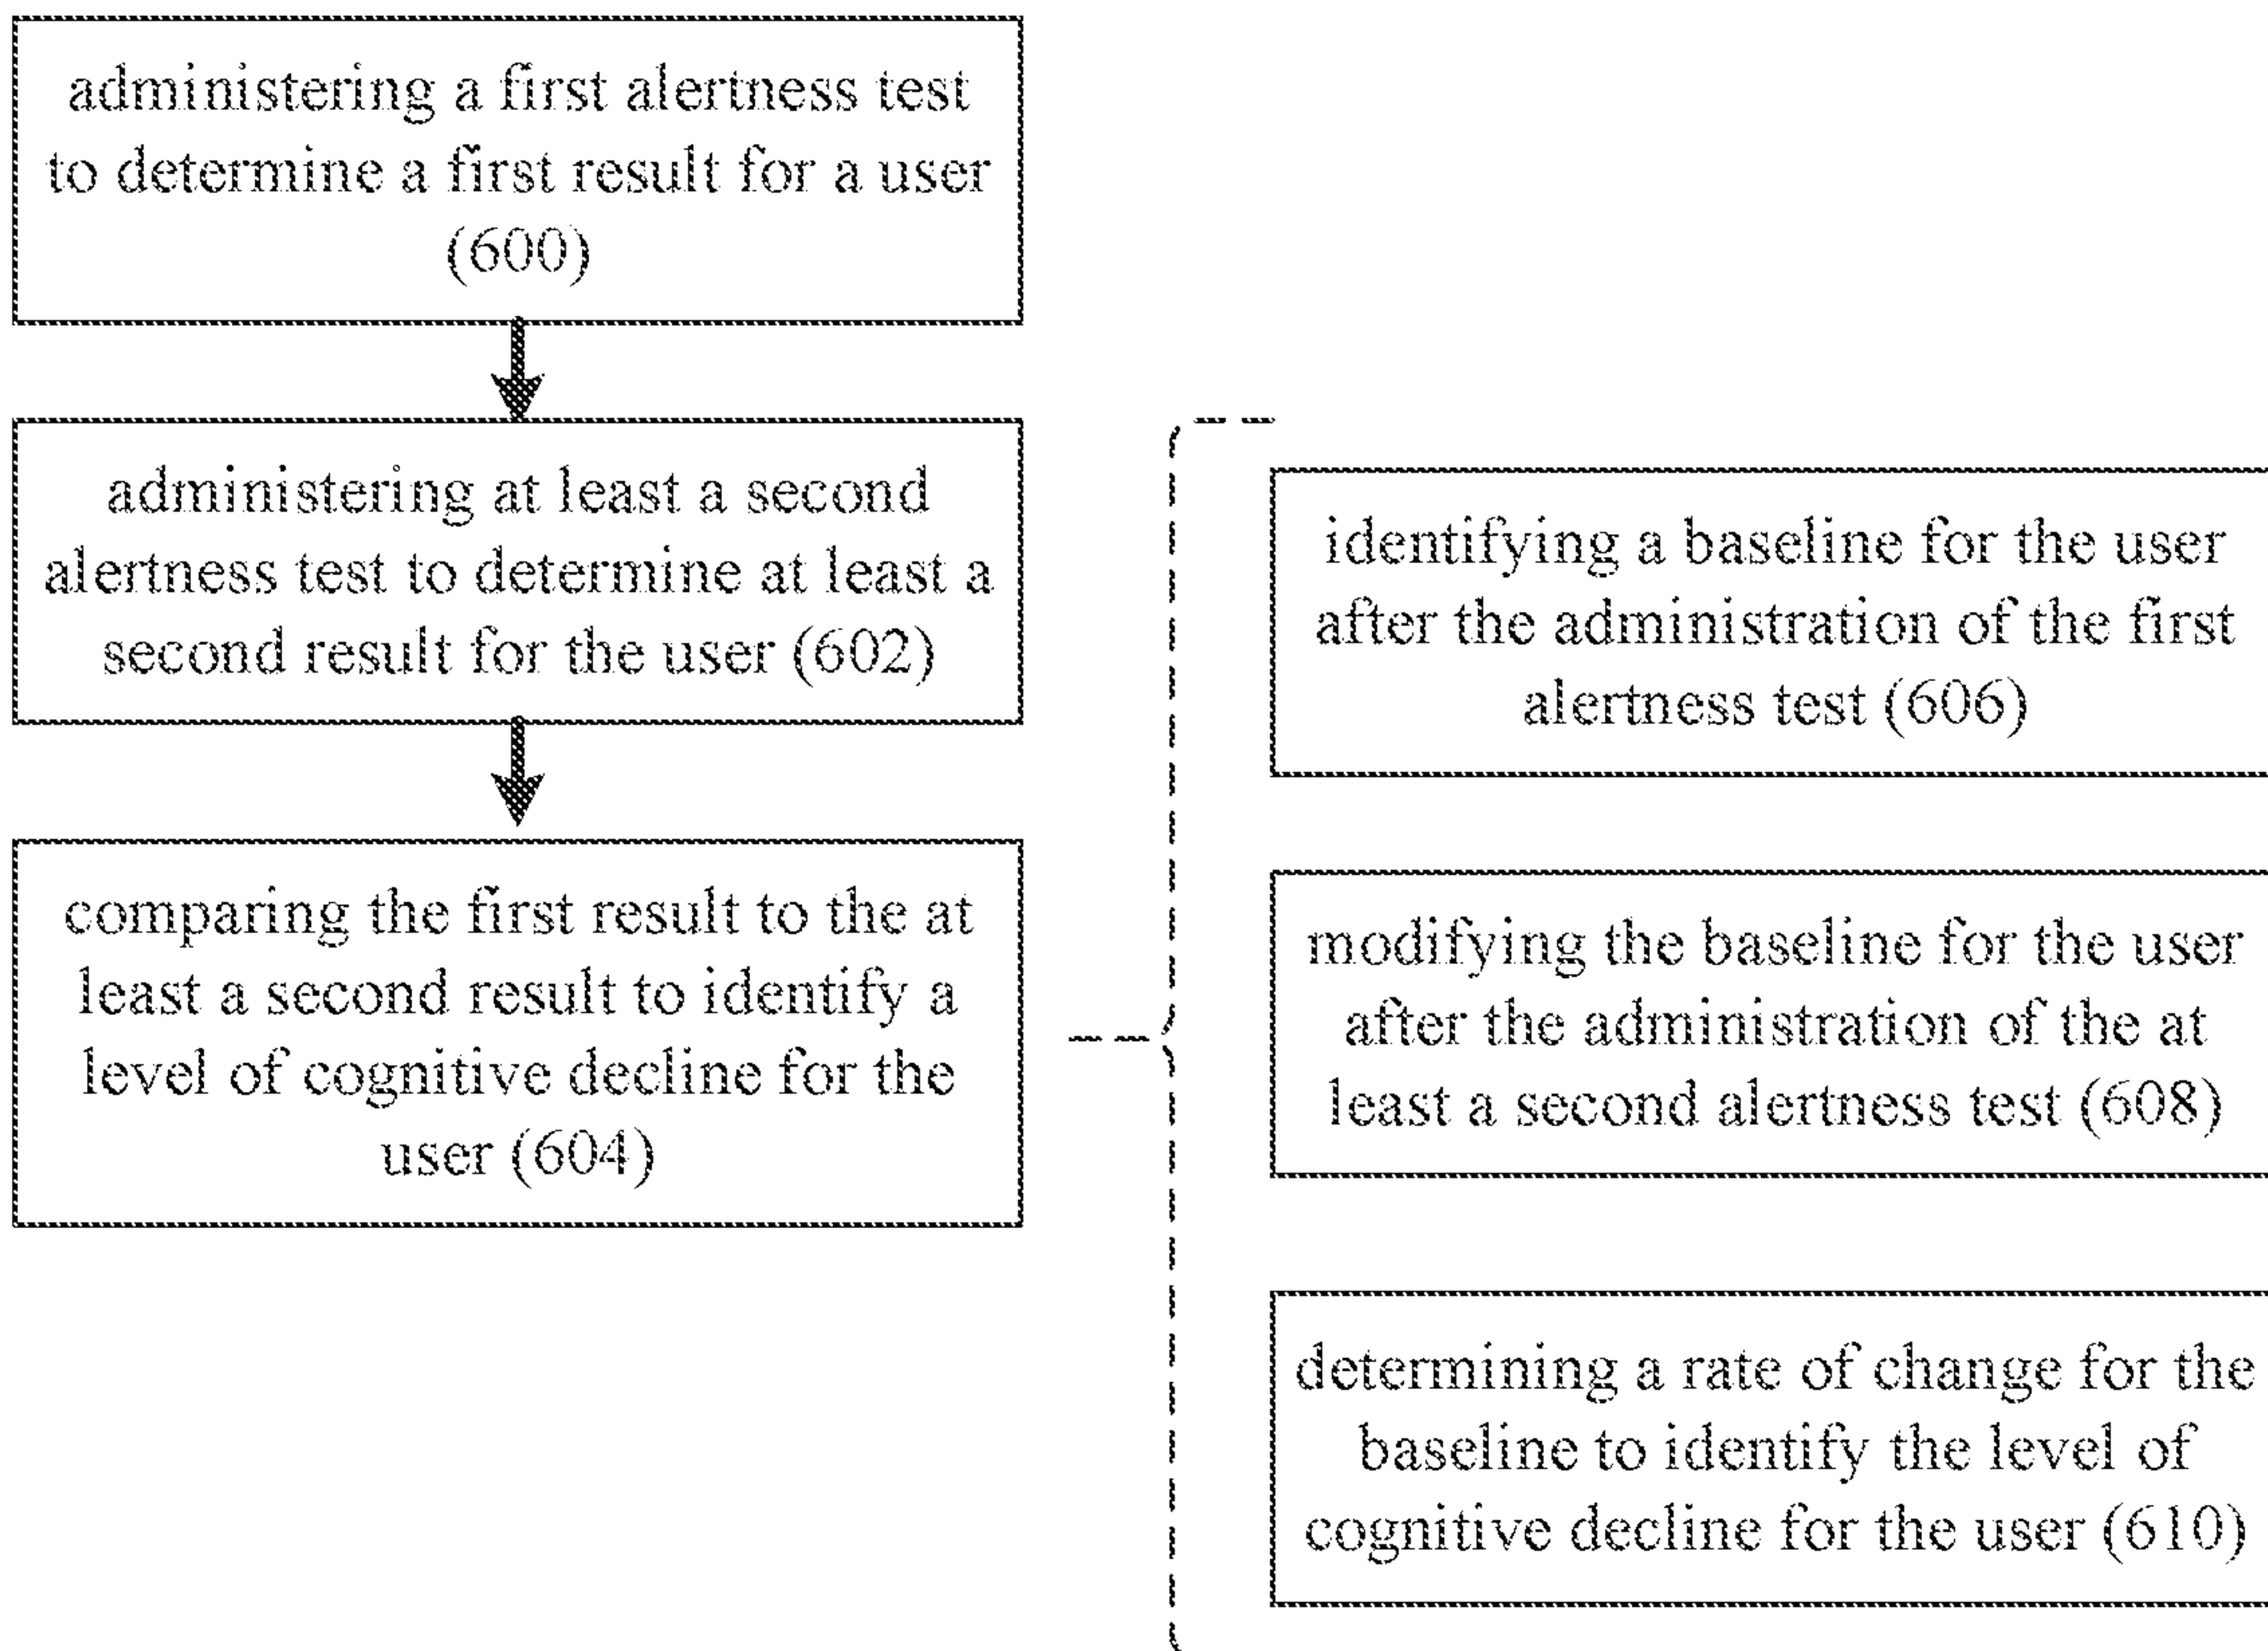 administering a first alertness test
to determine a first result for a user
(600)
administering at least a second
alertness test to determine at least a
second result for the user (602)
comparing the first result to the at
least a second result to identify a
level of cognitive decline for the
user (604)
identifying a baseline for the user
after the administration of the first
alertness test (606)
modifying the baseline for the user
after the administration of the at
least a second alertness test (608)
determining a rate of change for the
baseline to identify the level of
cognitive decline for the user (610)